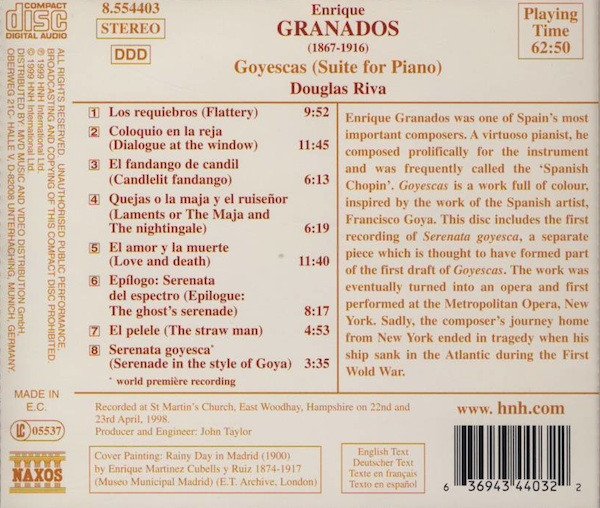 COMPACT
disc
DIGITAL AUDIO
8.554403
STEREO
DDD
Enrique
GRANADOS
(1867-1916)
Goyescas (Suite for Piano)
Douglas Riva
Playing
Time
62:50
1 Los requiebros (Flattery) 9:52
2 Coloquio en la reja
(Dialogue at the window) 11:45
3 El fandango de candil
(Candlelit fandango) 6:13
4 Quejas o la maja y el ruiseñor
(Laments or The Maja and
The nightingale) 6:19
5 El amor y la muerte
(Love and death) 11:40
6 Epílogo: Serenata
del espectro (Epilogue:
The ghost's serenade) 8:17
7 El pelele (The straw man) 4:53
8 Serenata goyesca*
(Serenade in the style of Goya) 3:35
* world première recording
Enrique Granados was one of Spain's most
important composers. A virtuoso pianist, he
composed prolifically for the instrument
and was frequently called the 'Spanish
Chopin'. Goyescas is a work full of colour,
inspired by the work of the Spanish artist,
Francisco Goya. This disc includes the first
recording of Serenata goyesca, a separate
piece which is thought to have formed part
of the first draft of Goyescas. The work was
eventually turned into an opera and first
performed at the Metropolitan Opera, New
York. Sadly, the composer's journey home
from New York ended in tragedy when his
ship sank in the Atlantic during the First
Wold War.
ALL RIGHTS RESERVED. UNAUTHORISED PUBLIC PERFORMANCE,
BROADCASTING AND COPYING OF THIS COMPACT DISC PROHIBITED.
℗ 1999 HNH International Ltd.
© 1999 HNH International Ltd.
DISTRIBUTED BY: MVD MUSIC AND VIDEO DISTRIBUTION GmbH,
OBERWEG 21C- HALLE V, D-82008 UNTERHACHING, MUNICH, GERMANY.
MADE IN
E.C.
LC 05537
NAXOS
Recorded at St Martin's Church, East Woodhay, Hampshire on 22nd and
23rd April, 1998.
Producer and Engineer: John Taylor
Cover Painting: Rainy Day in Madrid (1900)
by Enrique Martinez Cubells y Ruiz 1874-1917
(Museo Municipal Madrid) (E.T. Archive, London)
English Text
Deutscher Text
Texte en français
Texto en español
www. hnh.com
6 36943 44032 2